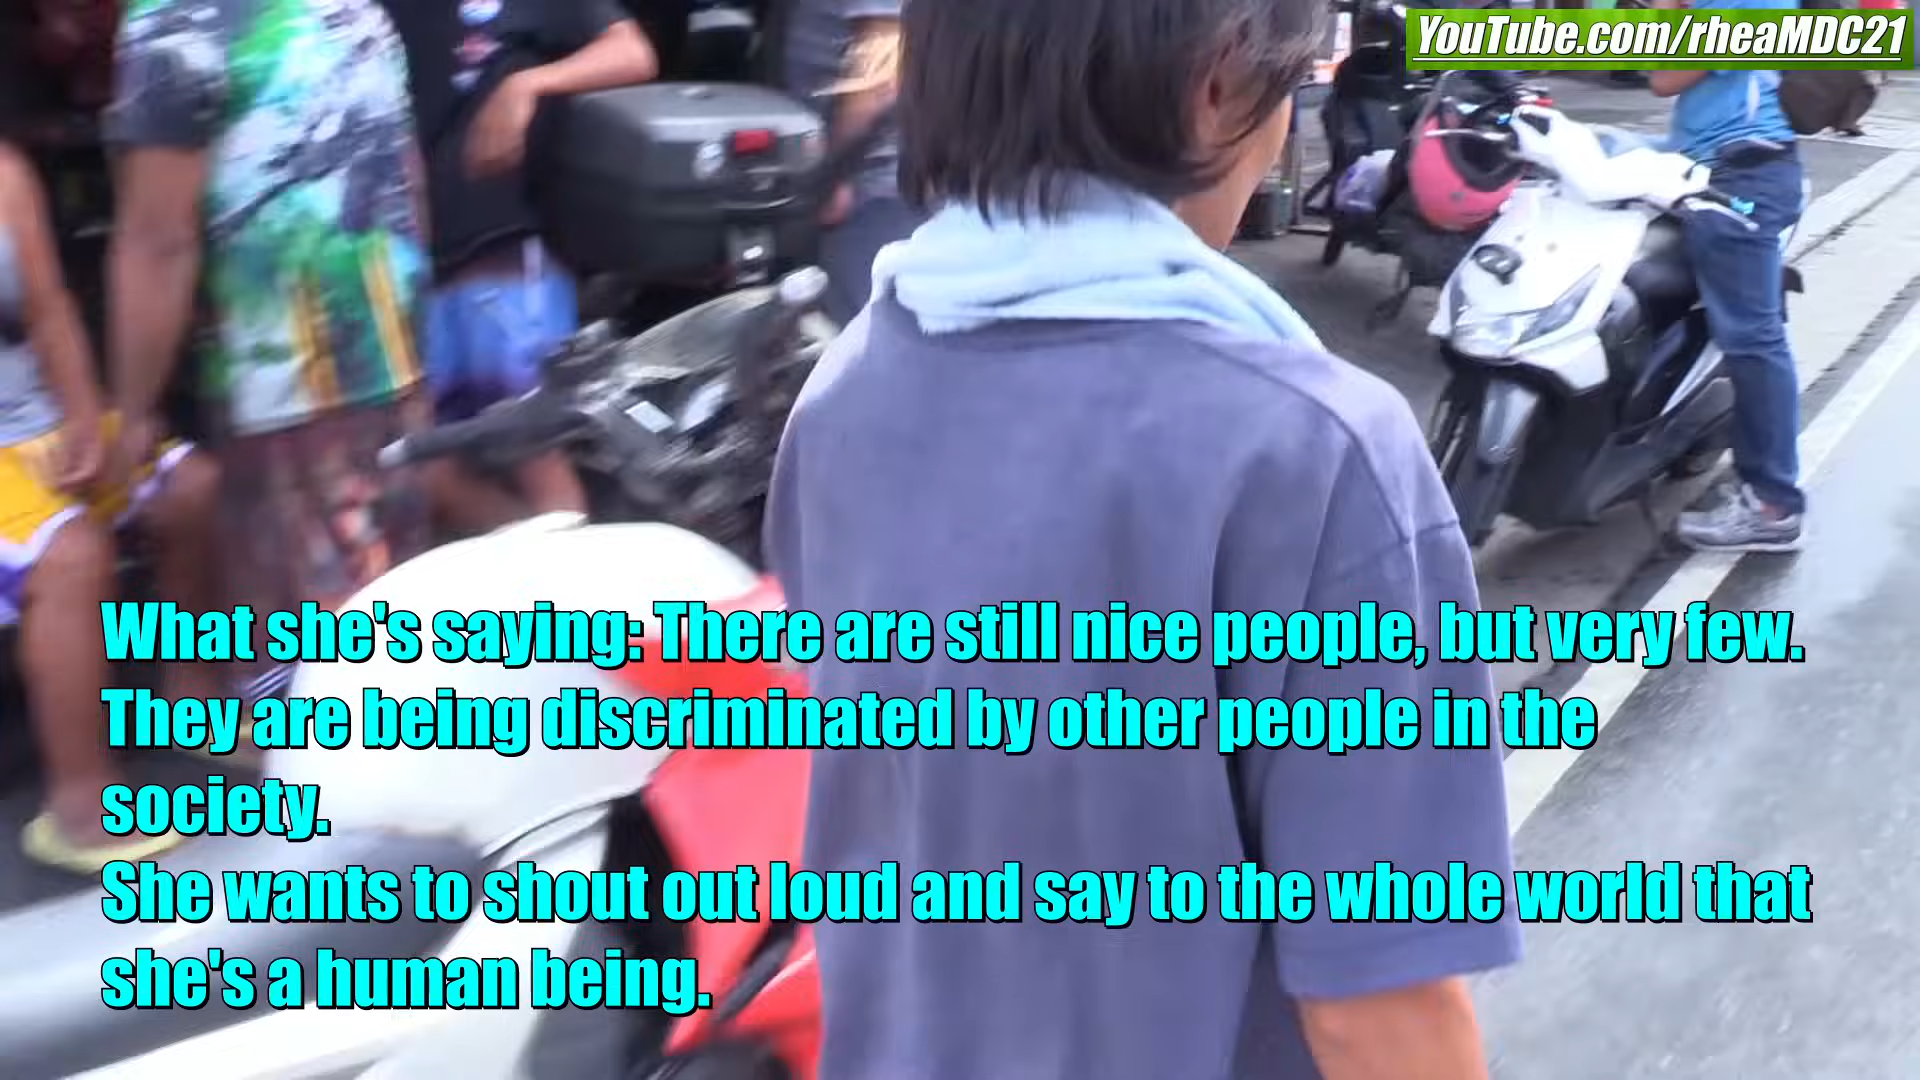 YouTube.com/rheaMDC21
What she's saying: There are still nice people, but very few.
They are being discriminated by other people in the
society.
She wants to shout out loud and say to the whole world that
she's a human being.